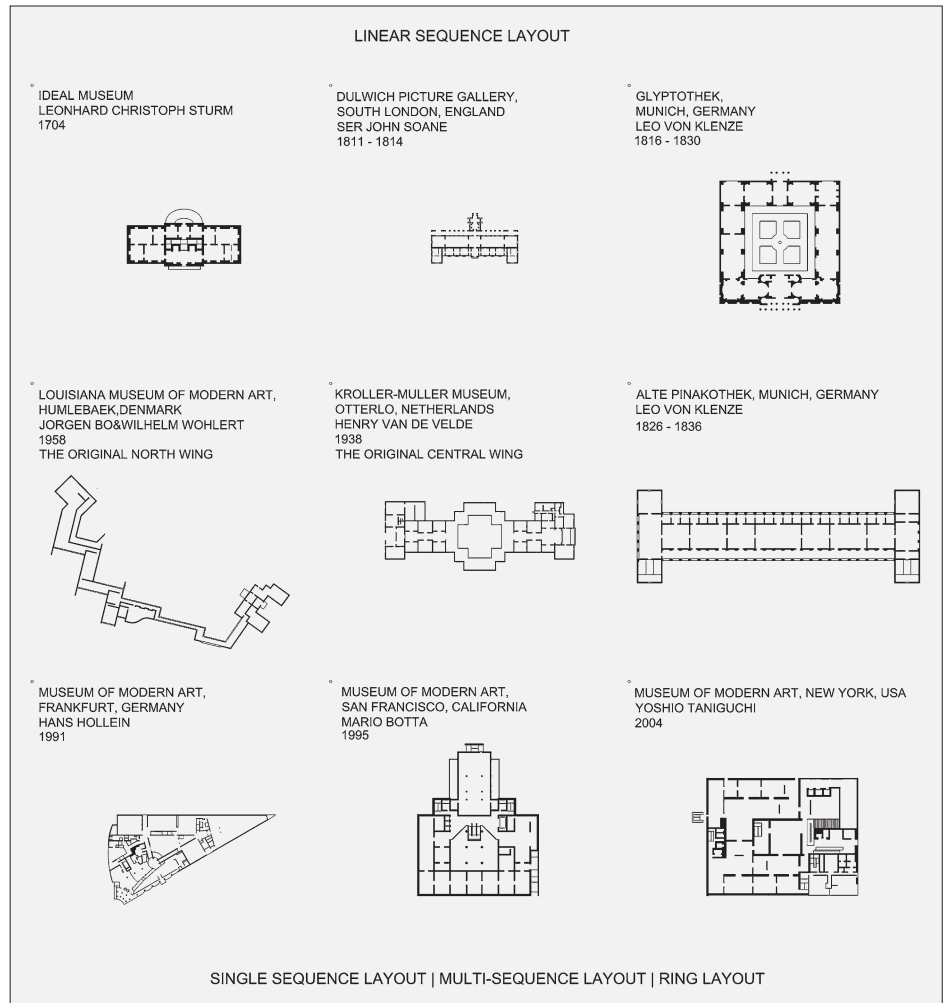 LINEAR SEQUENCE LAYOUT
IDEAL MUSEUM
LEONHARD CHRISTOPH STURM
1704
DULWICH PICTURE GALLERY,
SOUTH LONDON, ENGLAND
SER JOHN SOANE
1811 - 1814
GLYPTOTHEK,
MUNICH, GERMANY
LEO VON KLENZE
1816 - 1830
LOUISIANA MUSEUM OF MODERN ART,
HUMLEBAEK,DENMARK
JORGEN BO&WILHELM WOHLERT
1958
THE ORIGINAL NORTH WING
KROLLER-MULLER MUSEUM,
OTTERLO, NETHERLANDS
HENRY VAN DE VELDE
1938
THE ORIGINAL CENTRAL WING
ALTE PINAKOTHEK, MUNICH, GERMANY
LEO VON KLENZE
1826 - 1836
MUSEUM OF MODERN ART,
FRANKFURT, GERMANY
HANS HOLLEIN
1991
MUSEUM OF MODERN ART,
SAN FRANCISCO, CALIFORNIA
MARIO BOTTA
1995
MUSEUM OF MODERN ART, NEW YORK, USA
YOSHIO TANIGUCHI
2004
SINGLE SEQUENCE LAYOUT | MULTI-SEQUENCE LAYOUT | RING LAYOUT